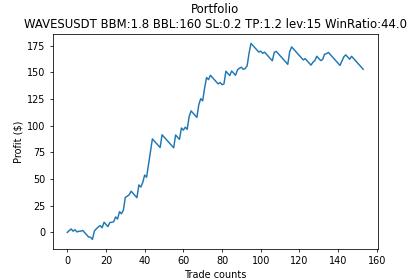 Portfolio
WAVESUSDT BBM:1.8 BBL:160 SL:0.2 TP:1.2 lev:15 WinRatio:44.0
Profit ($)
175
150
125
100
75
50
25
0
0 20 40 60 80 100 120 140 160
Trade counts